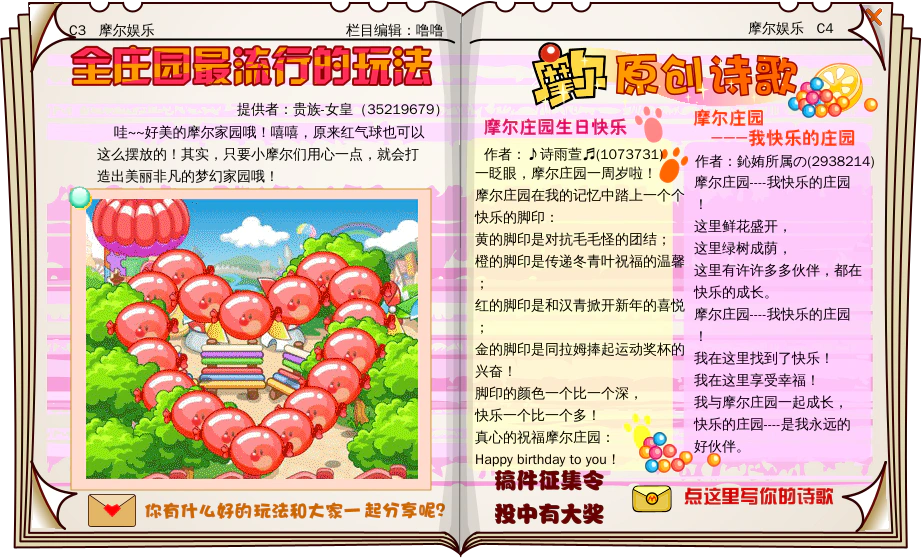 C3 摩尔娱乐 栏目编辑：噜噜
全庄园最流行的玩法
提供者：贵族-女皇（35219679）
哇~~好美的摩尔家园哦！嘻嘻，原来红气球也可以
这么摆放的！其实，只要小摩尔们用心一点，就会打
造出美丽非凡的梦幻家园哦！
你有什么好的玩法和大家一起分享呢?
摩尔娱乐 C4
摩尔 原创诗歌
摩尔庄园生日快乐
作者：♪诗雨萱♬(1073731)
一眨眼，摩尔庄园一周岁啦！
摩尔庄园在我的记忆中踏上一个个
快乐的脚印：
黄的脚印是对抗毛毛怪的团结；
橙的脚印是传递冬青叶祝福的温馨
；
红的脚印是和汉青掀开新年的喜悦
；
金的脚印是同拉姆捧起运动奖杯的
兴奋！
脚印的颜色一个比一个深，
快乐一个比一个多！
真心的祝福摩尔庄园：
Happy birthday to you！
搞件征集令
投中有大奖
摩尔庄园
———我快乐的庄园
作者：鈊姷所属の(2938214)
摩尔庄园----我快乐的庄园
！
这里鲜花盛开，
这里绿树成荫，
这里有许许多多伙伴，都在
快乐的成长。
摩尔庄园----我快乐的庄园
！
我在这里找到了快乐！
我在这里享受幸福！
我与摩尔庄园一起成长，
快乐的庄园----是我永远的
好伙伴。
点这里写你的诗歌